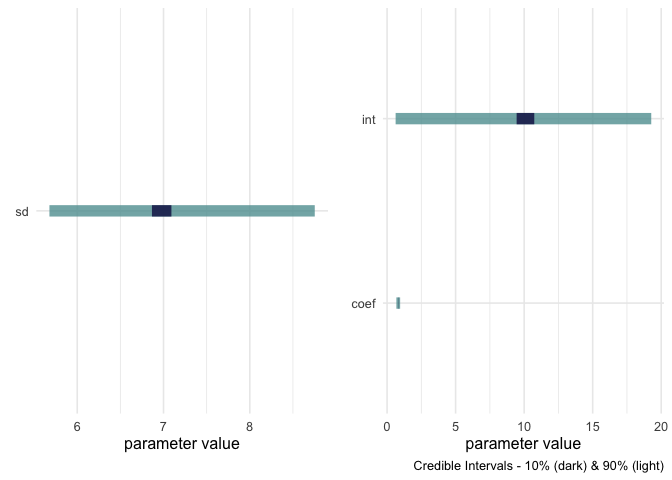 sd
6 7 8
parameter value
int
coef
0 5 10 15 20
parameter value
Credible Intervals - 10% (dark) & 90% (light)